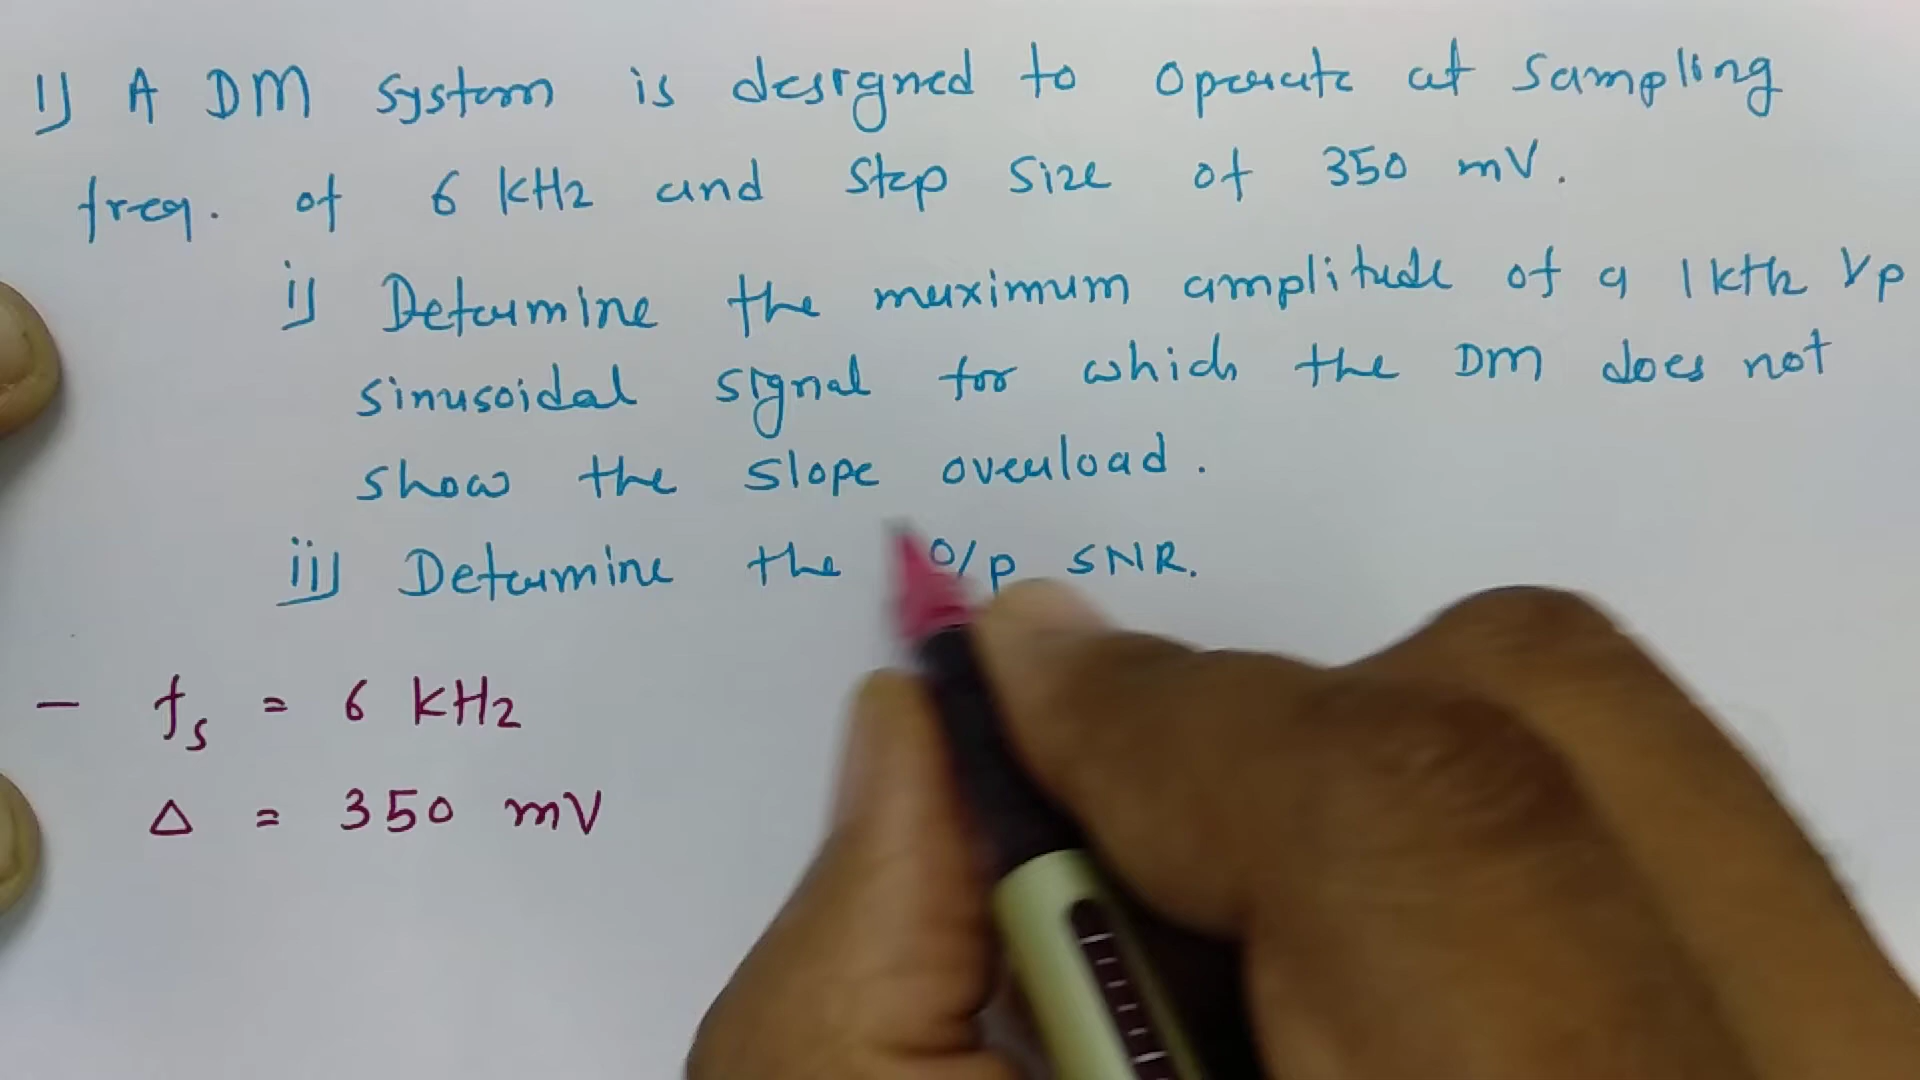 1) A DM system is designed to operate at sampling
freq. of 6 kHz and step size of 350 mV.
i) Determine the maximum amplitude of a 1 kHz i/p
sinusoidal signal for which the DM does not
show the slope overload.
ii) Determine the o/p SNR.
- fs = 6 kHz
Δ = 350 mV